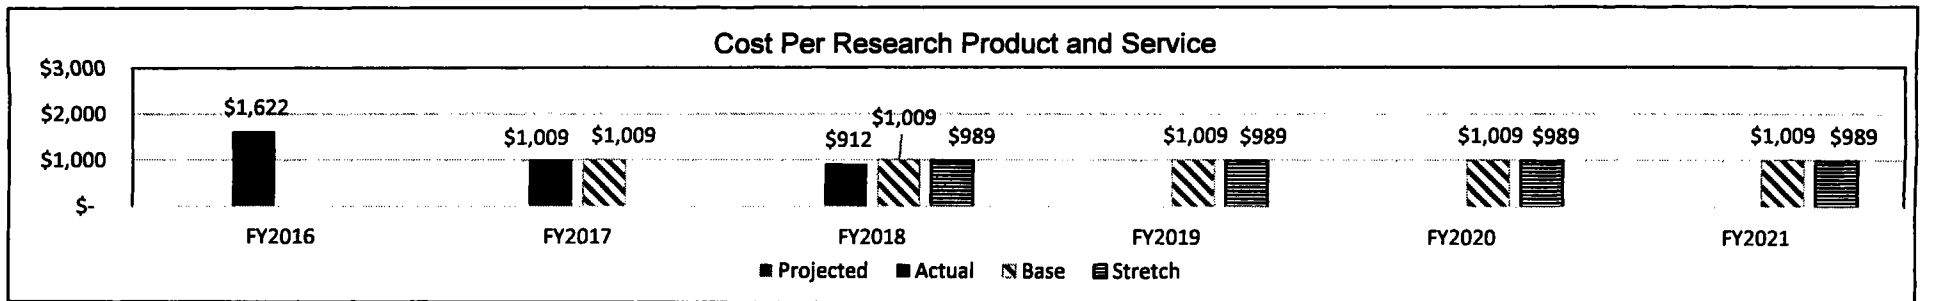 Cost Per Research Product and Service
$3,000
$2,000
$1,000
$-
$1,622
$1,009 $1,009
$912 $1,009 $989
$1,009 $989
$1,009 $989
$1,009 $989
FY2016 FY2017 FY2018 FY2019 FY2020 FY2021
Projected Actual Base Stretch